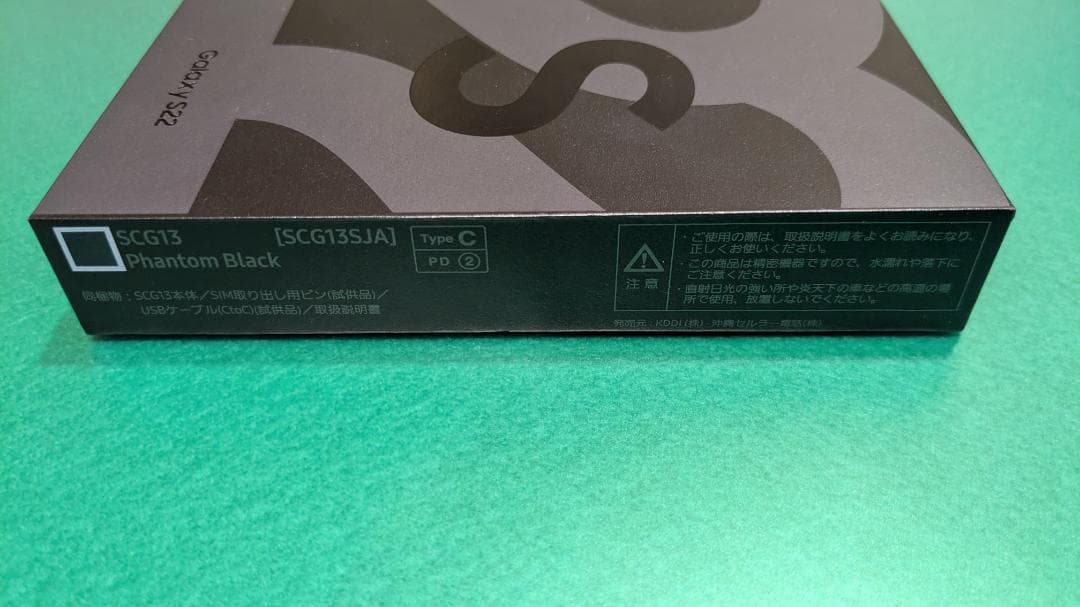 Galaxy S22
S
SCG13 [SCG13SJA]
Phantom Black
Type C
PD 2
同梱物：SCG13本体／SIM取り出し用ピン(試供品)／
USBケーブル(CtoC)(試供品)／取扱説明書
注意
・ご使用の際は、取扱説明書をよくお読みになり、
正しくお使いください。
・この商品は精密機器ですので、水濡れや落下に
ご注意ください。
・直射日光の強い所や炎天下の車などの高温の場
所で使用、放置しないでください。
発売元：KDDI(株)・沖縄セルラー電話(株)